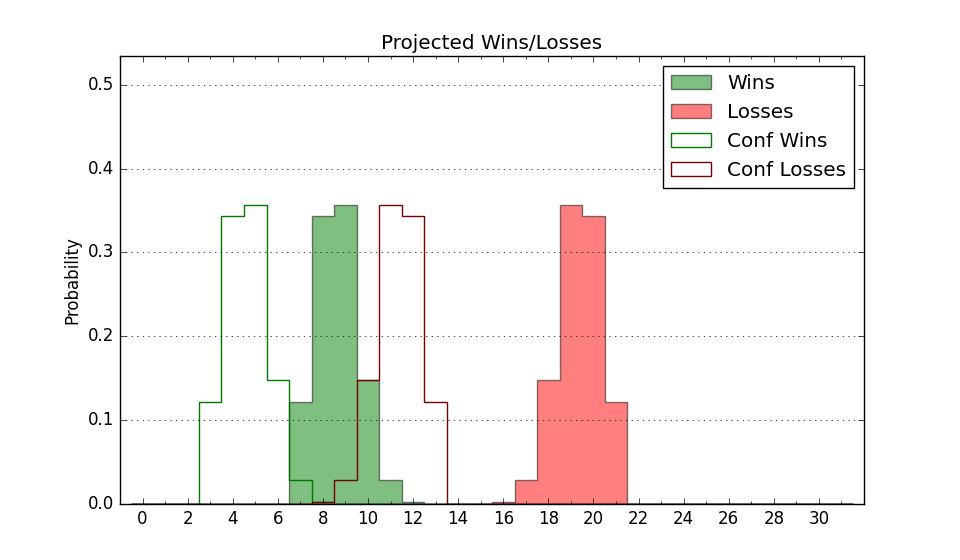 Projected Wins/Losses
Wins
Losses
Conf Wins
Conf Losses
Probability
0.5
0.4
0.3
0.2
0.1
0.0
0 2 4 6 8 10 12 14 16 18 20 22 24 26 28 30